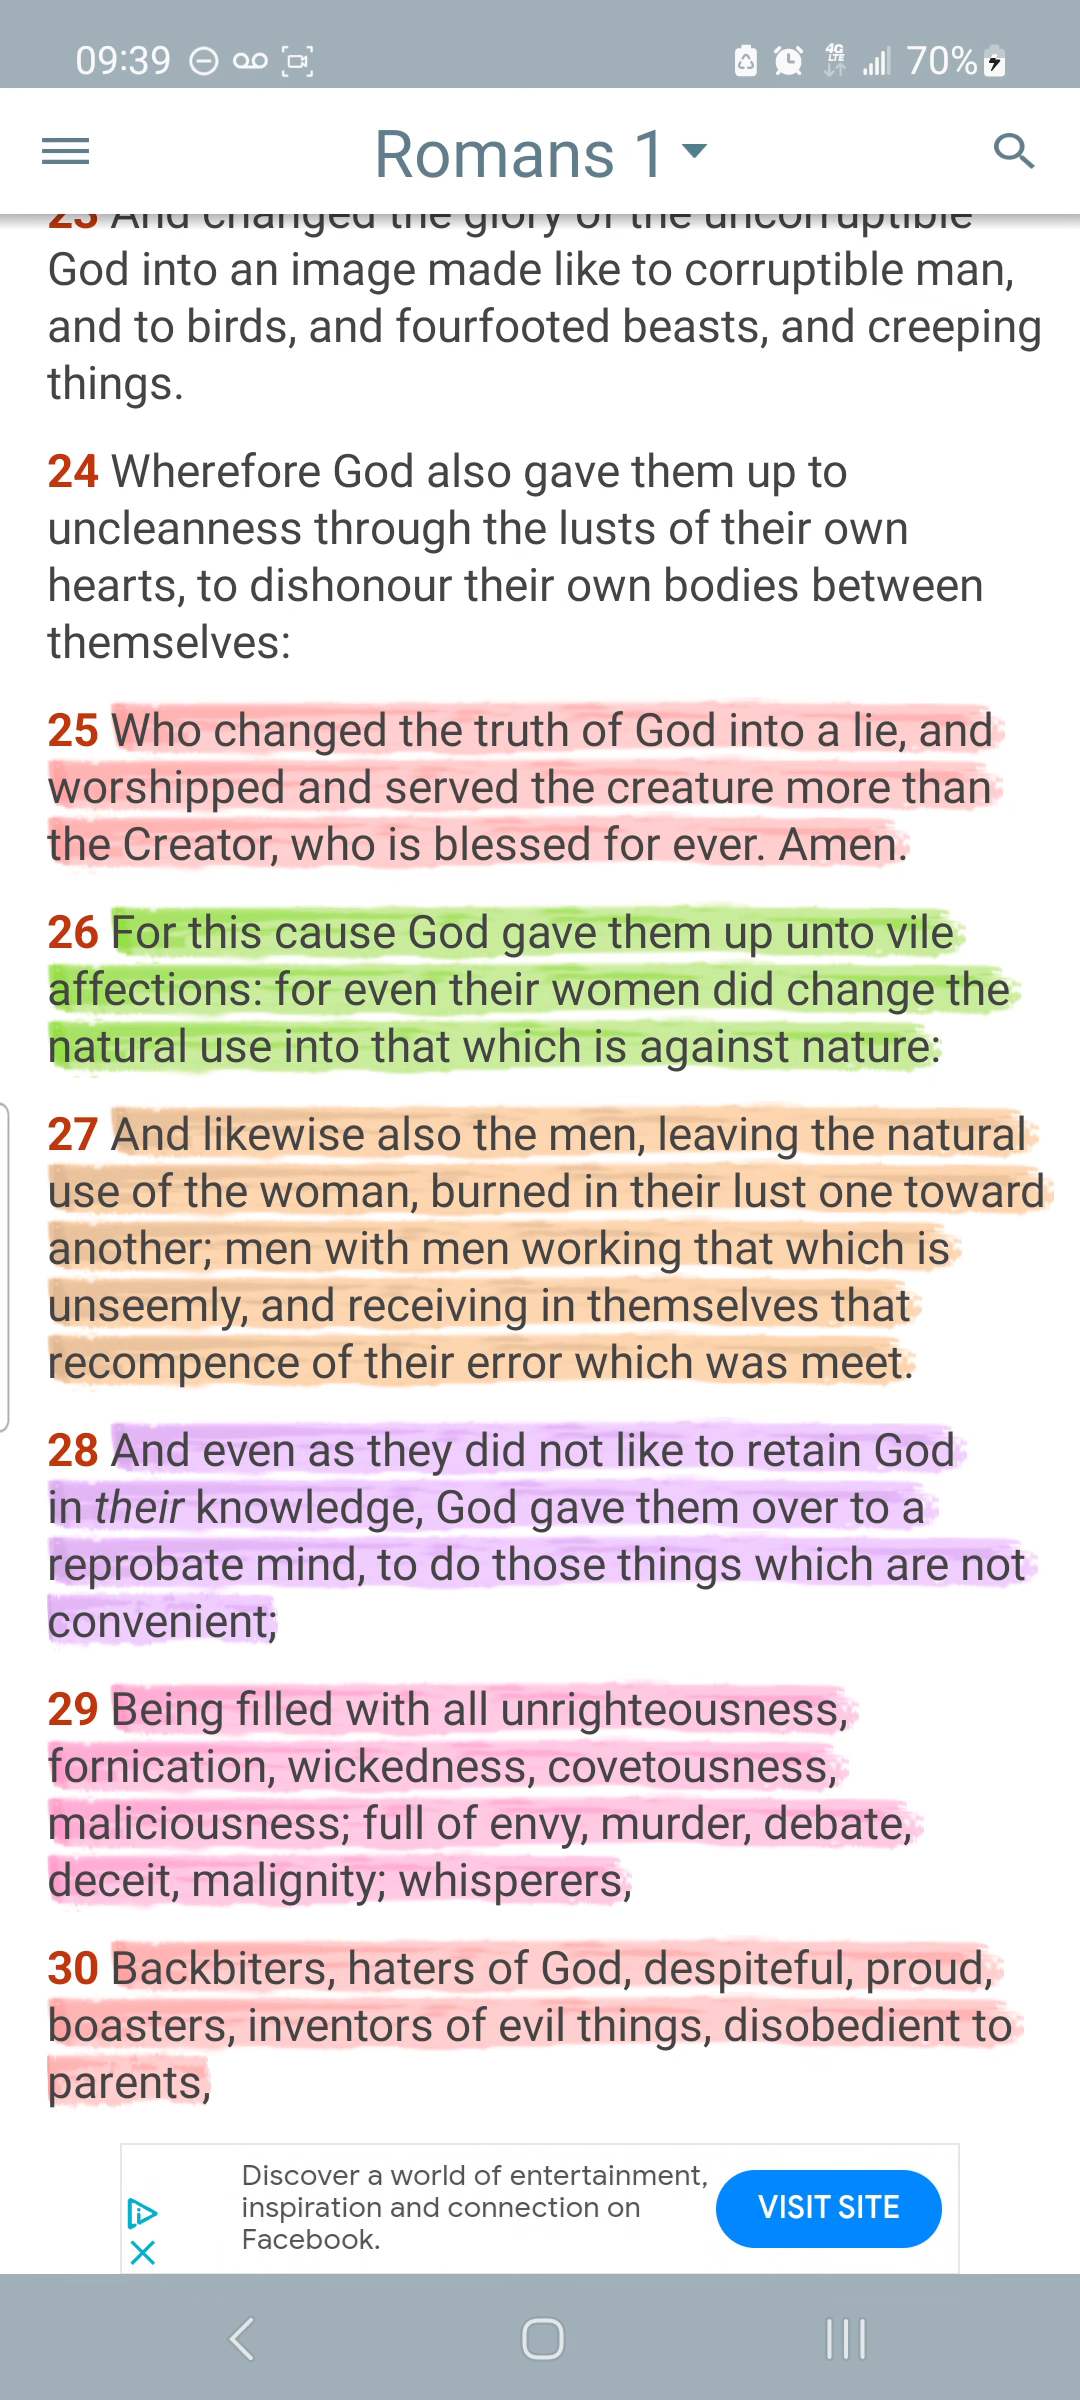 09:39 4G LTE 70%
Romans 1
23 And changed the glory of the uncorruptible
God into an image made like to corruptible man,
and to birds, and fourfooted beasts, and creeping
things.
24 Wherefore God also gave them up to
uncleanness through the lusts of their own
hearts, to dishonour their own bodies between
themselves:
25 Who changed the truth of God into a lie, and
worshipped and served the creature more than
the Creator, who is blessed for ever. Amen.
26 For this cause God gave them up unto vile
affections: for even their women did change the
natural use into that which is against nature:
27 And likewise also the men, leaving the natural
use of the woman, burned in their lust one toward
another; men with men working that which is
unseemly, and receiving in themselves that
recompence of their error which was meet.
28 And even as they did not like to retain God
in their knowledge, God gave them over to a
reprobate mind, to do those things which are not
convenient;
29 Being filled with all unrighteousness,
fornication, wickedness, covetousness,
maliciousness; full of envy, murder, debate,
deceit, malignity; whisperers,
30 Backbiters, haters of God, despiteful, proud,
boasters, inventors of evil things, disobedient to
parents,
Discover a world of entertainment,
inspiration and connection on
Facebook.
VISIT SITE